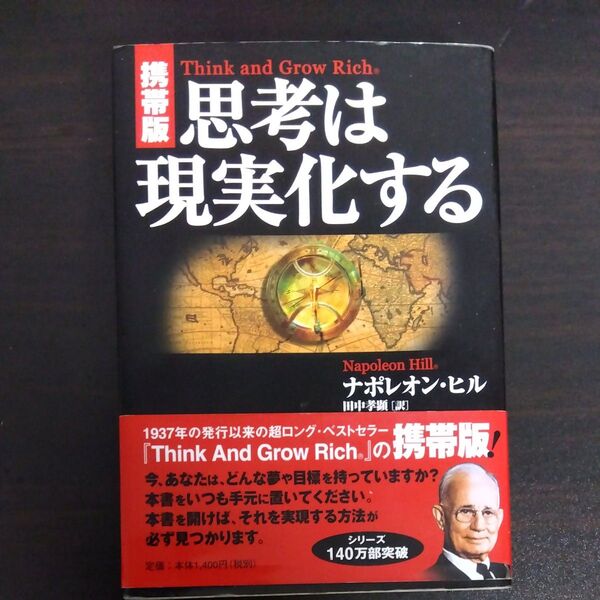 携帯版
Think and Grow Rich®
思考は
現実化する
Napoleon Hill®
ナポレオン・ヒル
田中孝顕[訳]
1937年の発行以来の超ロング・ベストセラー
『Think And Grow Rich®』の携帯版!
今、あなたは、どんな夢や目標を持っていますか?
本書をいつも手元に置いてください。
本書を開けば、それを実現する方法が
必ず見つかります。
シリーズ
140万部突破
定価:本体1,400円(税別)